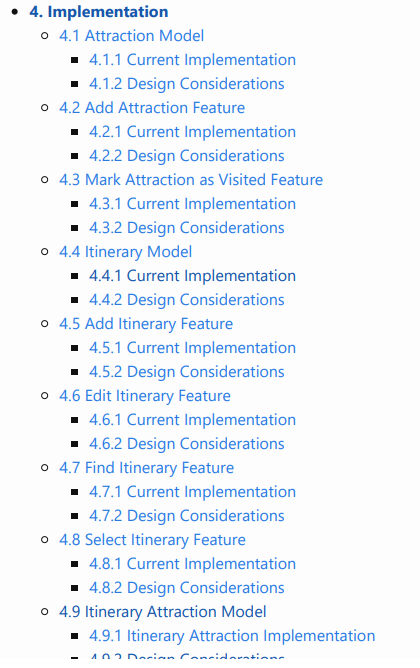 4. Implementation
4.1 Attraction Model
4.1.1 Current Implementation
4.1.2 Design Considerations
4.2 Add Attraction Feature
4.2.1 Current Implementation
4.2.2 Design Considerations
4.3 Mark Attraction as Visited Feature
4.3.1 Current Implementation
4.3.2 Design Considerations
4.4 Itinerary Model
4.4.1 Current Implementation
4.4.2 Design Considerations
4.5 Add Itinerary Feature
4.5.1 Current Implementation
4.5.2 Design Considerations
4.6 Edit Itinerary Feature
4.6.1 Current Implementation
4.6.2 Design Considerations
4.7 Find Itinerary Feature
4.7.1 Current Implementation
4.7.2 Design Considerations
4.8 Select Itinerary Feature
4.8.1 Current Implementation
4.8.2 Design Considerations
4.9 Itinerary Attraction Model
4.9.1 Itinerary Attraction Implementation
4.9.2 Design Considerations